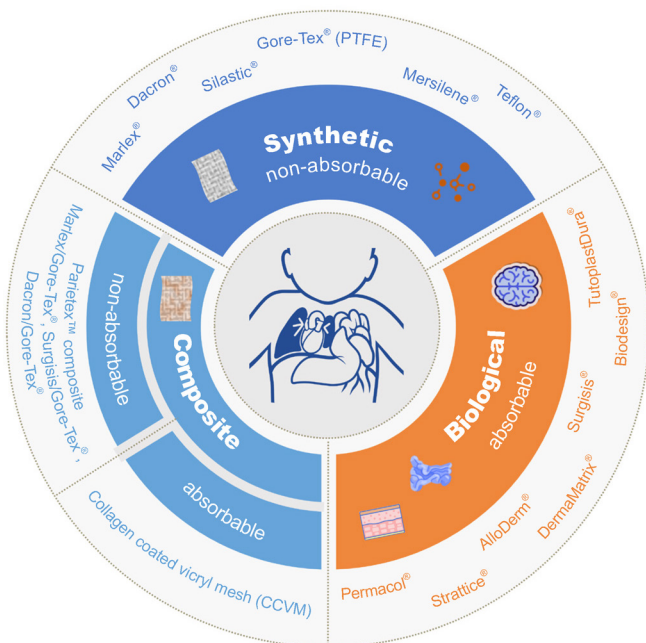 Gore-Tex® (PTFE)
Dacron®
Silastic®
Mersilene®
Teflon®
Marlex®
Synthetic
non-absorbable
TutoplastDura®
Biodesign®
Surgisis®
DermaMatrix®
AlloDerm®
Strattice®
Permacol®
Biological
absorbable
Composite
non-absorbable
Parietex™ composite
Marlex/Gore-Tex®, Surgisis/Gore-Tex®,
Dacron/Gore-Tex®
absorbable
Collagen coated vicryl mesh (CCVM)